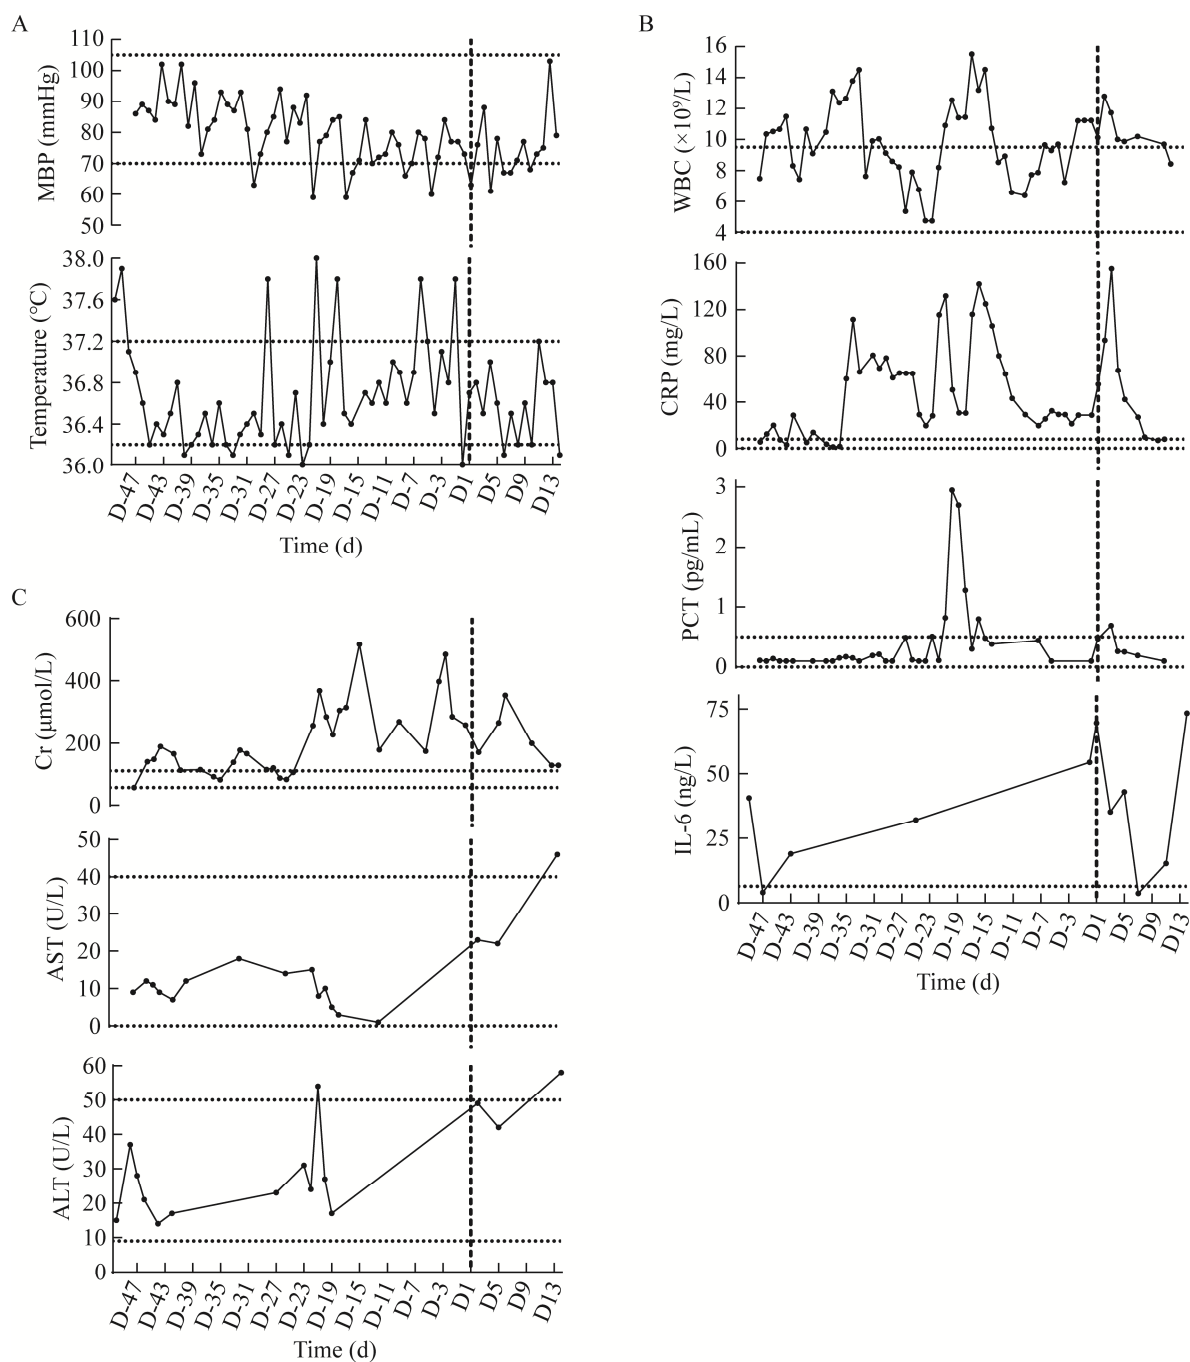 A
110
100
90
80
70
60
50
MBP (mmHg)
38.0
37.6
37.2
36.8
36.4
36.0
Temperature (°C)
D-47 D-43 D-39 D-35 D-31 D-27 D-23 D-19 D-15 D-11 D-7 D-3 D1 D5 D9 D13
Time (d)
B
16
14
12
10
8
6
4
WBC (×10⁹/L)
160
120
80
40
0
CRP (mg/L)
3
2
1
0
PCT (pg/mL)
75
50
25
0
IL-6 (ng/L)
D-47 D-43 D-39 D-35 D-31 D-27 D-23 D-19 D-15 D-11 D-7 D-3 D1 D5 D9 D13
Time (d)
C
600
400
200
0
Cr (μmol/L)
50
40
30
20
10
0
AST (U/L)
60
50
40
30
20
10
0
ALT (U/L)
D-47 D-43 D-39 D-35 D-31 D-27 D-23 D-19 D-15 D-11 D-7 D-3 D1 D5 D9 D13
Time (d)